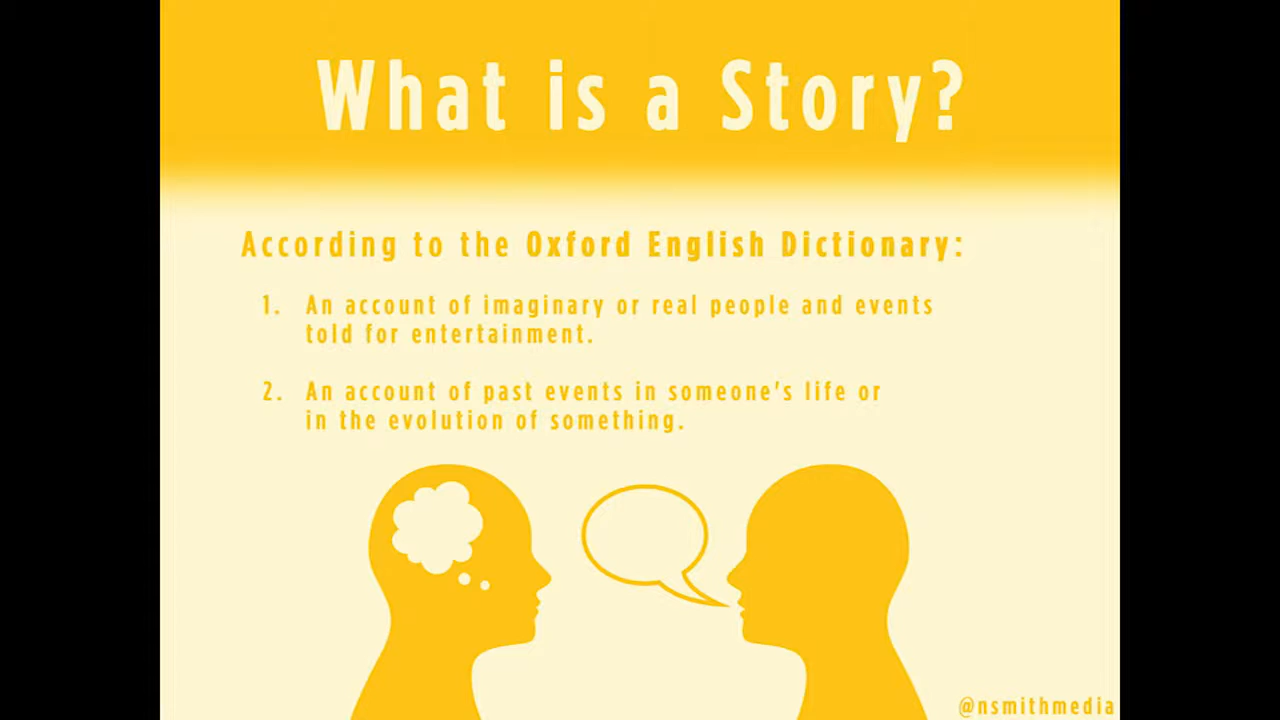 What is a Story?
According to the Oxford English Dictionary:
1. An account of imaginary or real people and events
told for entertainment.
2. An account of past events in someone's life or
in the evolution of something.
@nsmithmedia